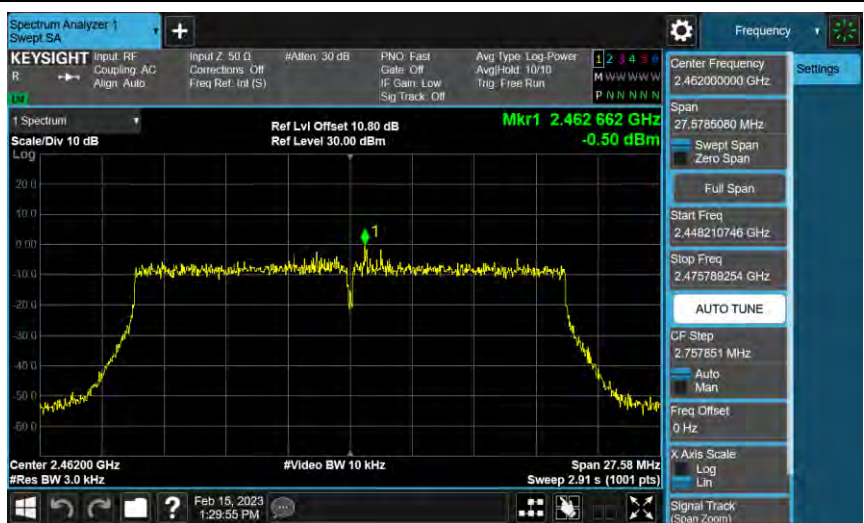 Spectrum Analyzer 1
Swept SA
+
Frequency
KEYSIGHT
R
Input: RF
Coupling: AC
Align: Auto
Input Z: 50 Ω
Corrections: Off
Freq Ref: Int (S)
#Atten: 30 dB
PNO: Fast
Gate: Off
IF Gain: Low
Sig Track: Off
Avg Type: Log-Power
Avg|Hold: 10/10
Trig: Free Run
1 2 3 4 5 6
M W W W W W
P N N N N N
1 Spectrum
Scale/Div 10 dB
Log
Ref Lvl Offset 10.80 dB
Ref Level 30.00 dBm
Mkr1 2.462 662 GHz
-0.50 dBm
20.0
10.0
0.00
-10.0
-20.0
-30.0
-40.0
-50.0
-60.0
1
Center 2.46200 GHz
#Res BW 3.0 kHz
#Video BW 10 kHz
Span 27.58 MHz
Sweep 2.91 s (1001 pts)
?
Feb 15, 2023
1:29:55 PM
Center Frequency
2.462000000 GHz
Settings
Span
27.5785080 MHz
Swept Span
Zero Span
Full Span
Start Freq
2.448210746 GHz
Stop Freq
2.475789254 GHz
AUTO TUNE
CF Step
2.757851 MHz
Auto
Man
Freq Offset
0 Hz
X Axis Scale
Log
Lin
Signal Track
(Span Zoom)